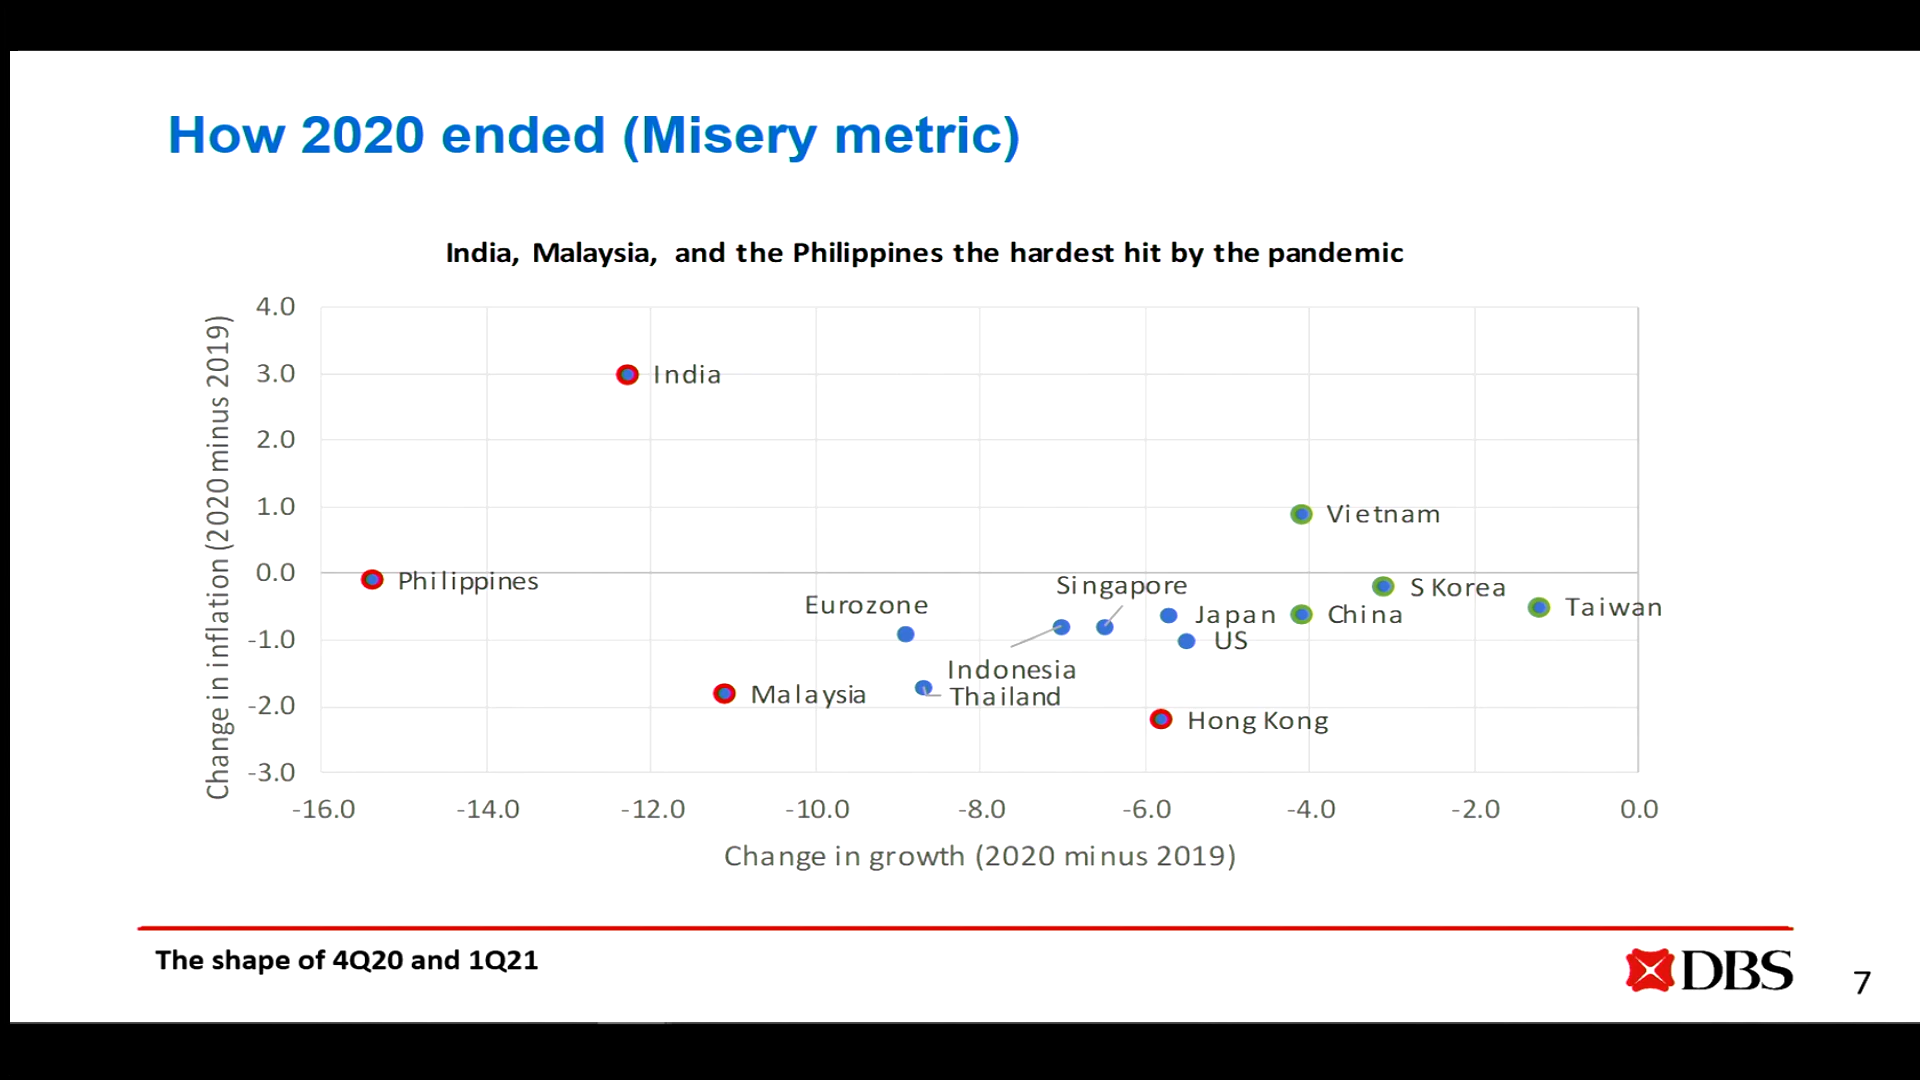 How 2020 ended (Misery metric)
India, Malaysia, and the Philippines the hardest hit by the pandemic
Change in inflation (2020 minus 2019)
4.0
3.0
2.0
1.0
0.0
-1.0
-2.0
-3.0
India
Vietnam
Philippines
Singapore
S Korea
Eurozone
Taiwan
Japan
China
US
Indonesia
Malaysia
Thailand
Hong Kong
-16.0 -14.0 -12.0 -10.0 -8.0 -6.0 -4.0 -2.0 0.0
Change in growth (2020 minus 2019)
The shape of 4Q20 and 1Q21
DBS
7